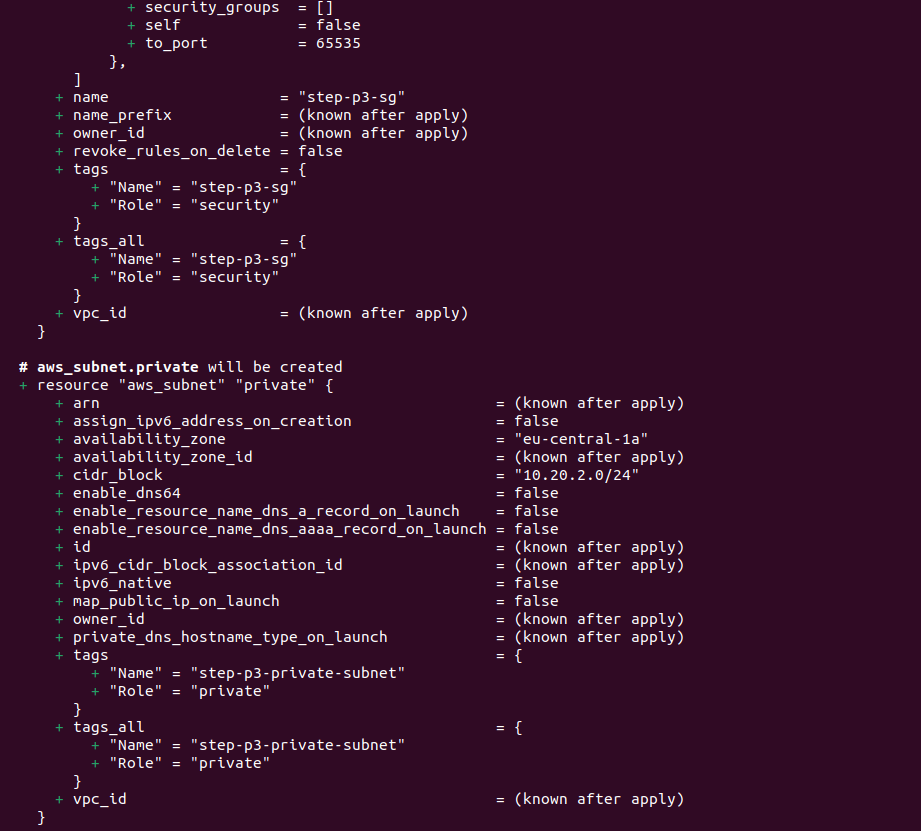 + security_groups  = []
+ self             = false
+ to_port          = 65535
},
]
+ name                   = "step-p3-sg"
+ name_prefix            = (known after apply)
+ owner_id               = (known after apply)
+ revoke_rules_on_delete = false
+ tags                   = {
+ "Name" = "step-p3-sg"
+ "Role" = "security"
}
+ tags_all               = {
+ "Name" = "step-p3-sg"
+ "Role" = "security"
}
+ vpc_id                 = (known after apply)
}
# aws_subnet.private will be created
+ resource "aws_subnet" "private" {
+ arn                                            = (known after apply)
+ assign_ipv6_address_on_creation                = false
+ availability_zone                              = "eu-central-1a"
+ availability_zone_id                           = (known after apply)
+ cidr_block                                     = "10.20.2.0/24"
+ enable_dns64                                   = false
+ enable_resource_name_dns_a_record_on_launch    = false
+ enable_resource_name_dns_aaaa_record_on_launch = false
+ id                                             = (known after apply)
+ ipv6_cidr_block_association_id                 = (known after apply)
+ ipv6_native                                    = false
+ map_public_ip_on_launch                        = false
+ owner_id                                       = (known after apply)
+ private_dns_hostname_type_on_launch            = (known after apply)
+ tags                                           = {
+ "Name" = "step-p3-private-subnet"
+ "Role" = "private"
}
+ tags_all                                       = {
+ "Name" = "step-p3-private-subnet"
+ "Role" = "private"
}
+ vpc_id                                         = (known after apply)
}